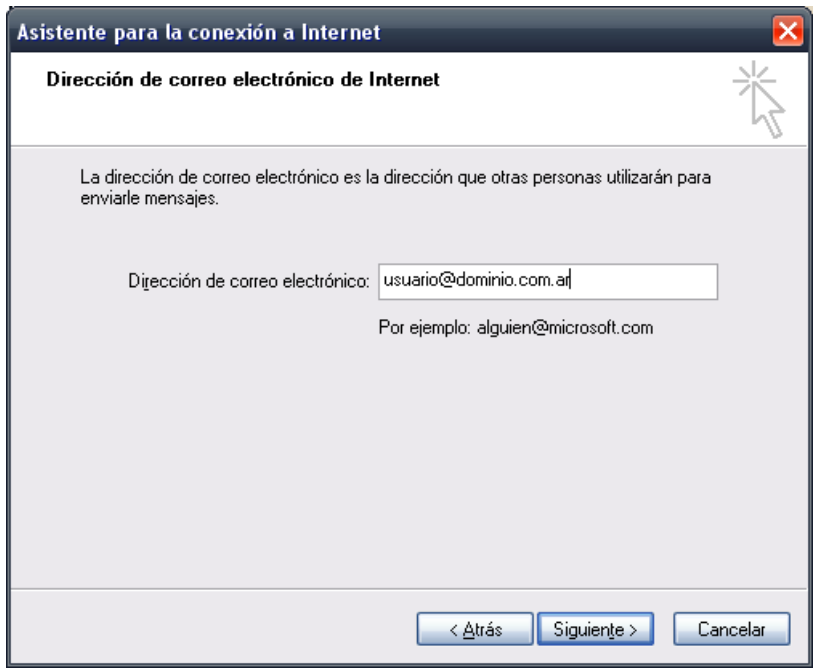 Asistente para la conexión a Internet
Dirección de correo electrónico de Internet
La dirección de correo electrónico es la dirección que otras personas utilizarán para
enviarle mensajes.
Dirección de correo electrónico: usuario@dominio.com.ar
Por ejemplo: alguien@microsoft.com
< Atrás Siguiente > Cancelar